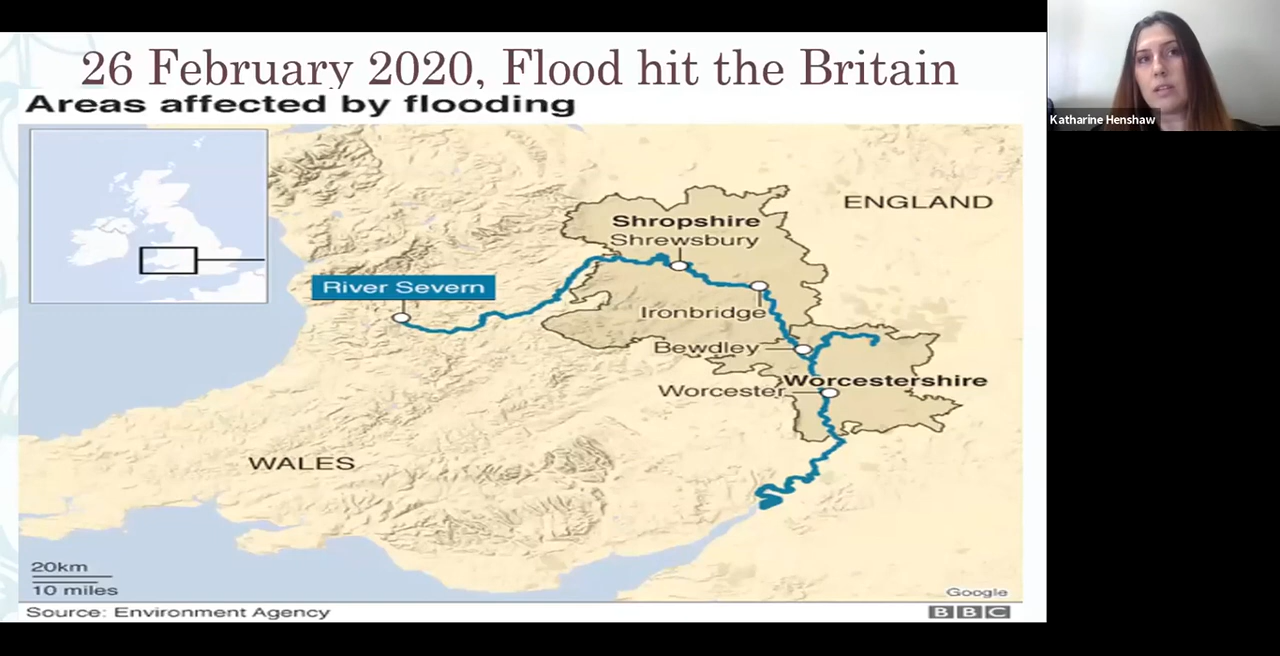 26 February 2020, Flood hit the Britain
Katharine Henshaw
Areas affected by flooding
ENGLAND
Shropshire
Shrewsbury
River Severn
Ironbridge
Bewdley
Worcestershire
Worcester
WALES
20km
10 miles
Google
Source: Environment Agency
BBC